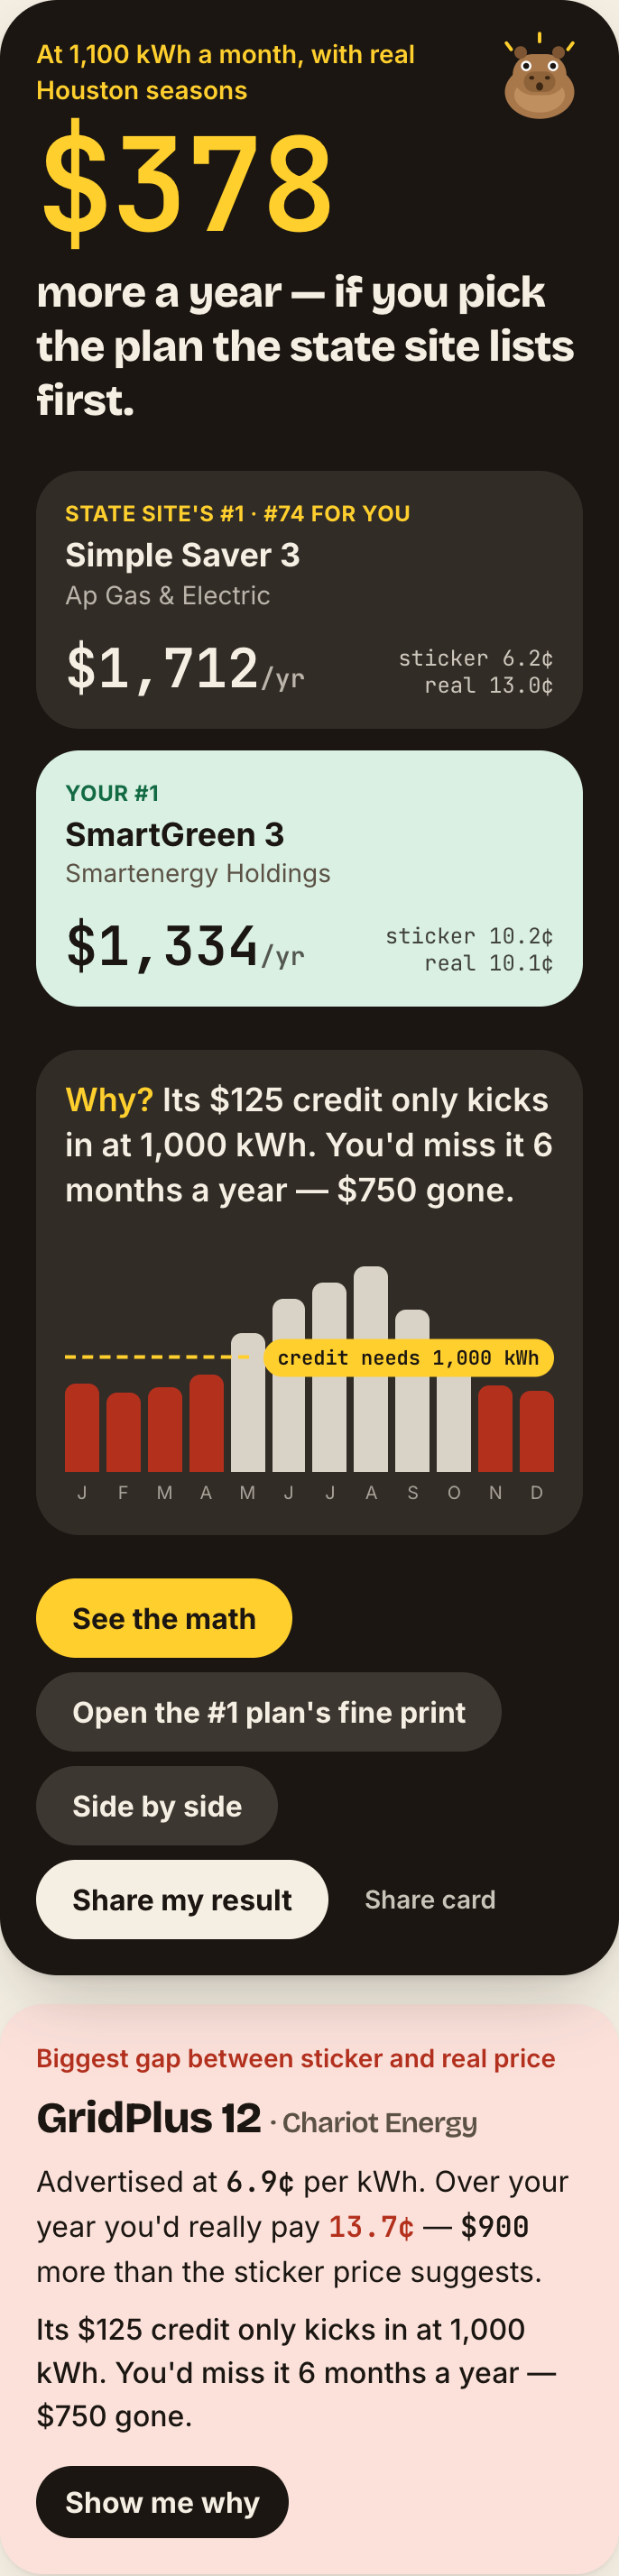 At 1,100 kWh a month, with real
Houston seasons
$378
more a year — if you pick
the plan the state site lists
first.
STATE SITE'S #1 · #74 FOR YOU
Simple Saver 3
Ap Gas & Electric
$1,712/yr
sticker 6.2¢
real 13.0¢
YOUR #1
SmartGreen 3
Smartenergy Holdings
$1,334/yr
sticker 10.2¢
real 10.1¢
Why? Its $125 credit only kicks
in at 1,000 kWh. You'd miss it 6
months a year — $750 gone.
credit needs 1,000 kWh
J F M A M J J A S O N D
See the math
Open the #1 plan's fine print
Side by side
Share my result
Share card
Biggest gap between sticker and real price
GridPlus 12 · Chariot Energy
Advertised at 6.9¢ per kWh. Over your
year you'd really pay 13.7¢ — $900
more than the sticker price suggests.
Its $125 credit only kicks in at 1,000
kWh. You'd miss it 6 months a year —
$750 gone.
Show me why